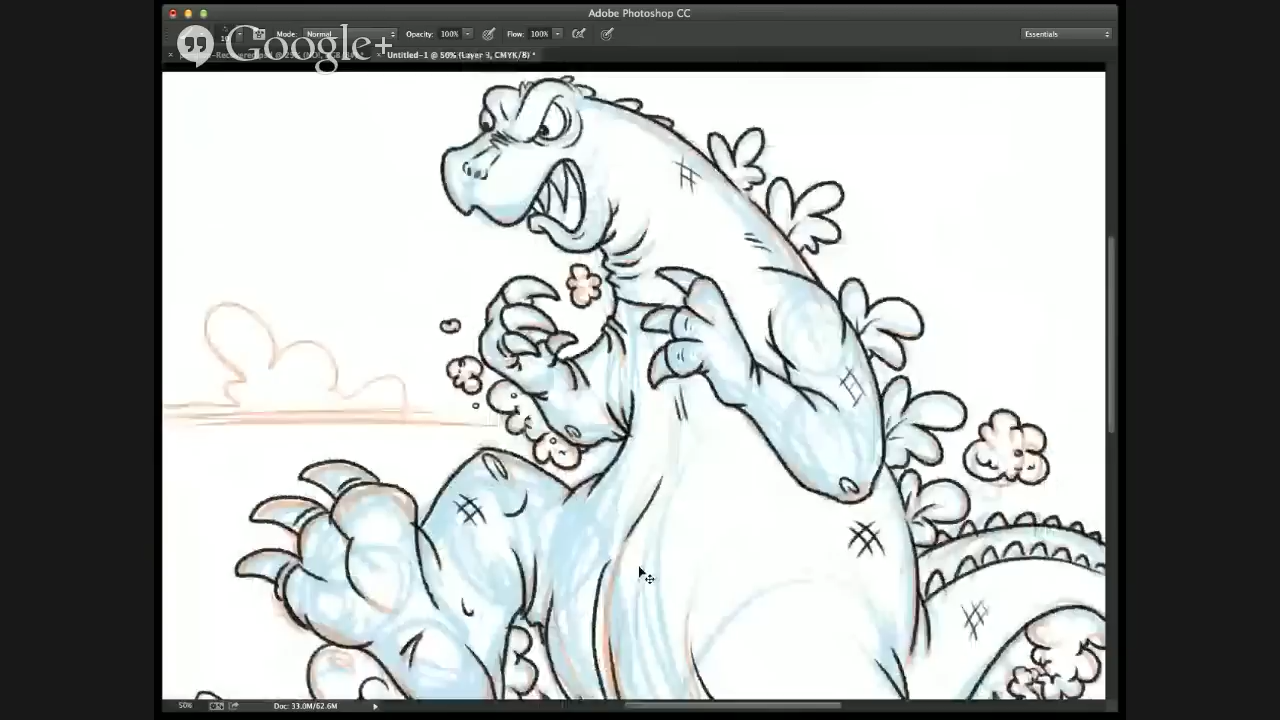 Adobe Photoshop CC
Mode: Normal Opacity: 100% Flow: 100% Essentials
Google+
Untitled-1 @ 50% (Layer 3, CMYK/8) *
50% Doc: 33.0M/62.6M